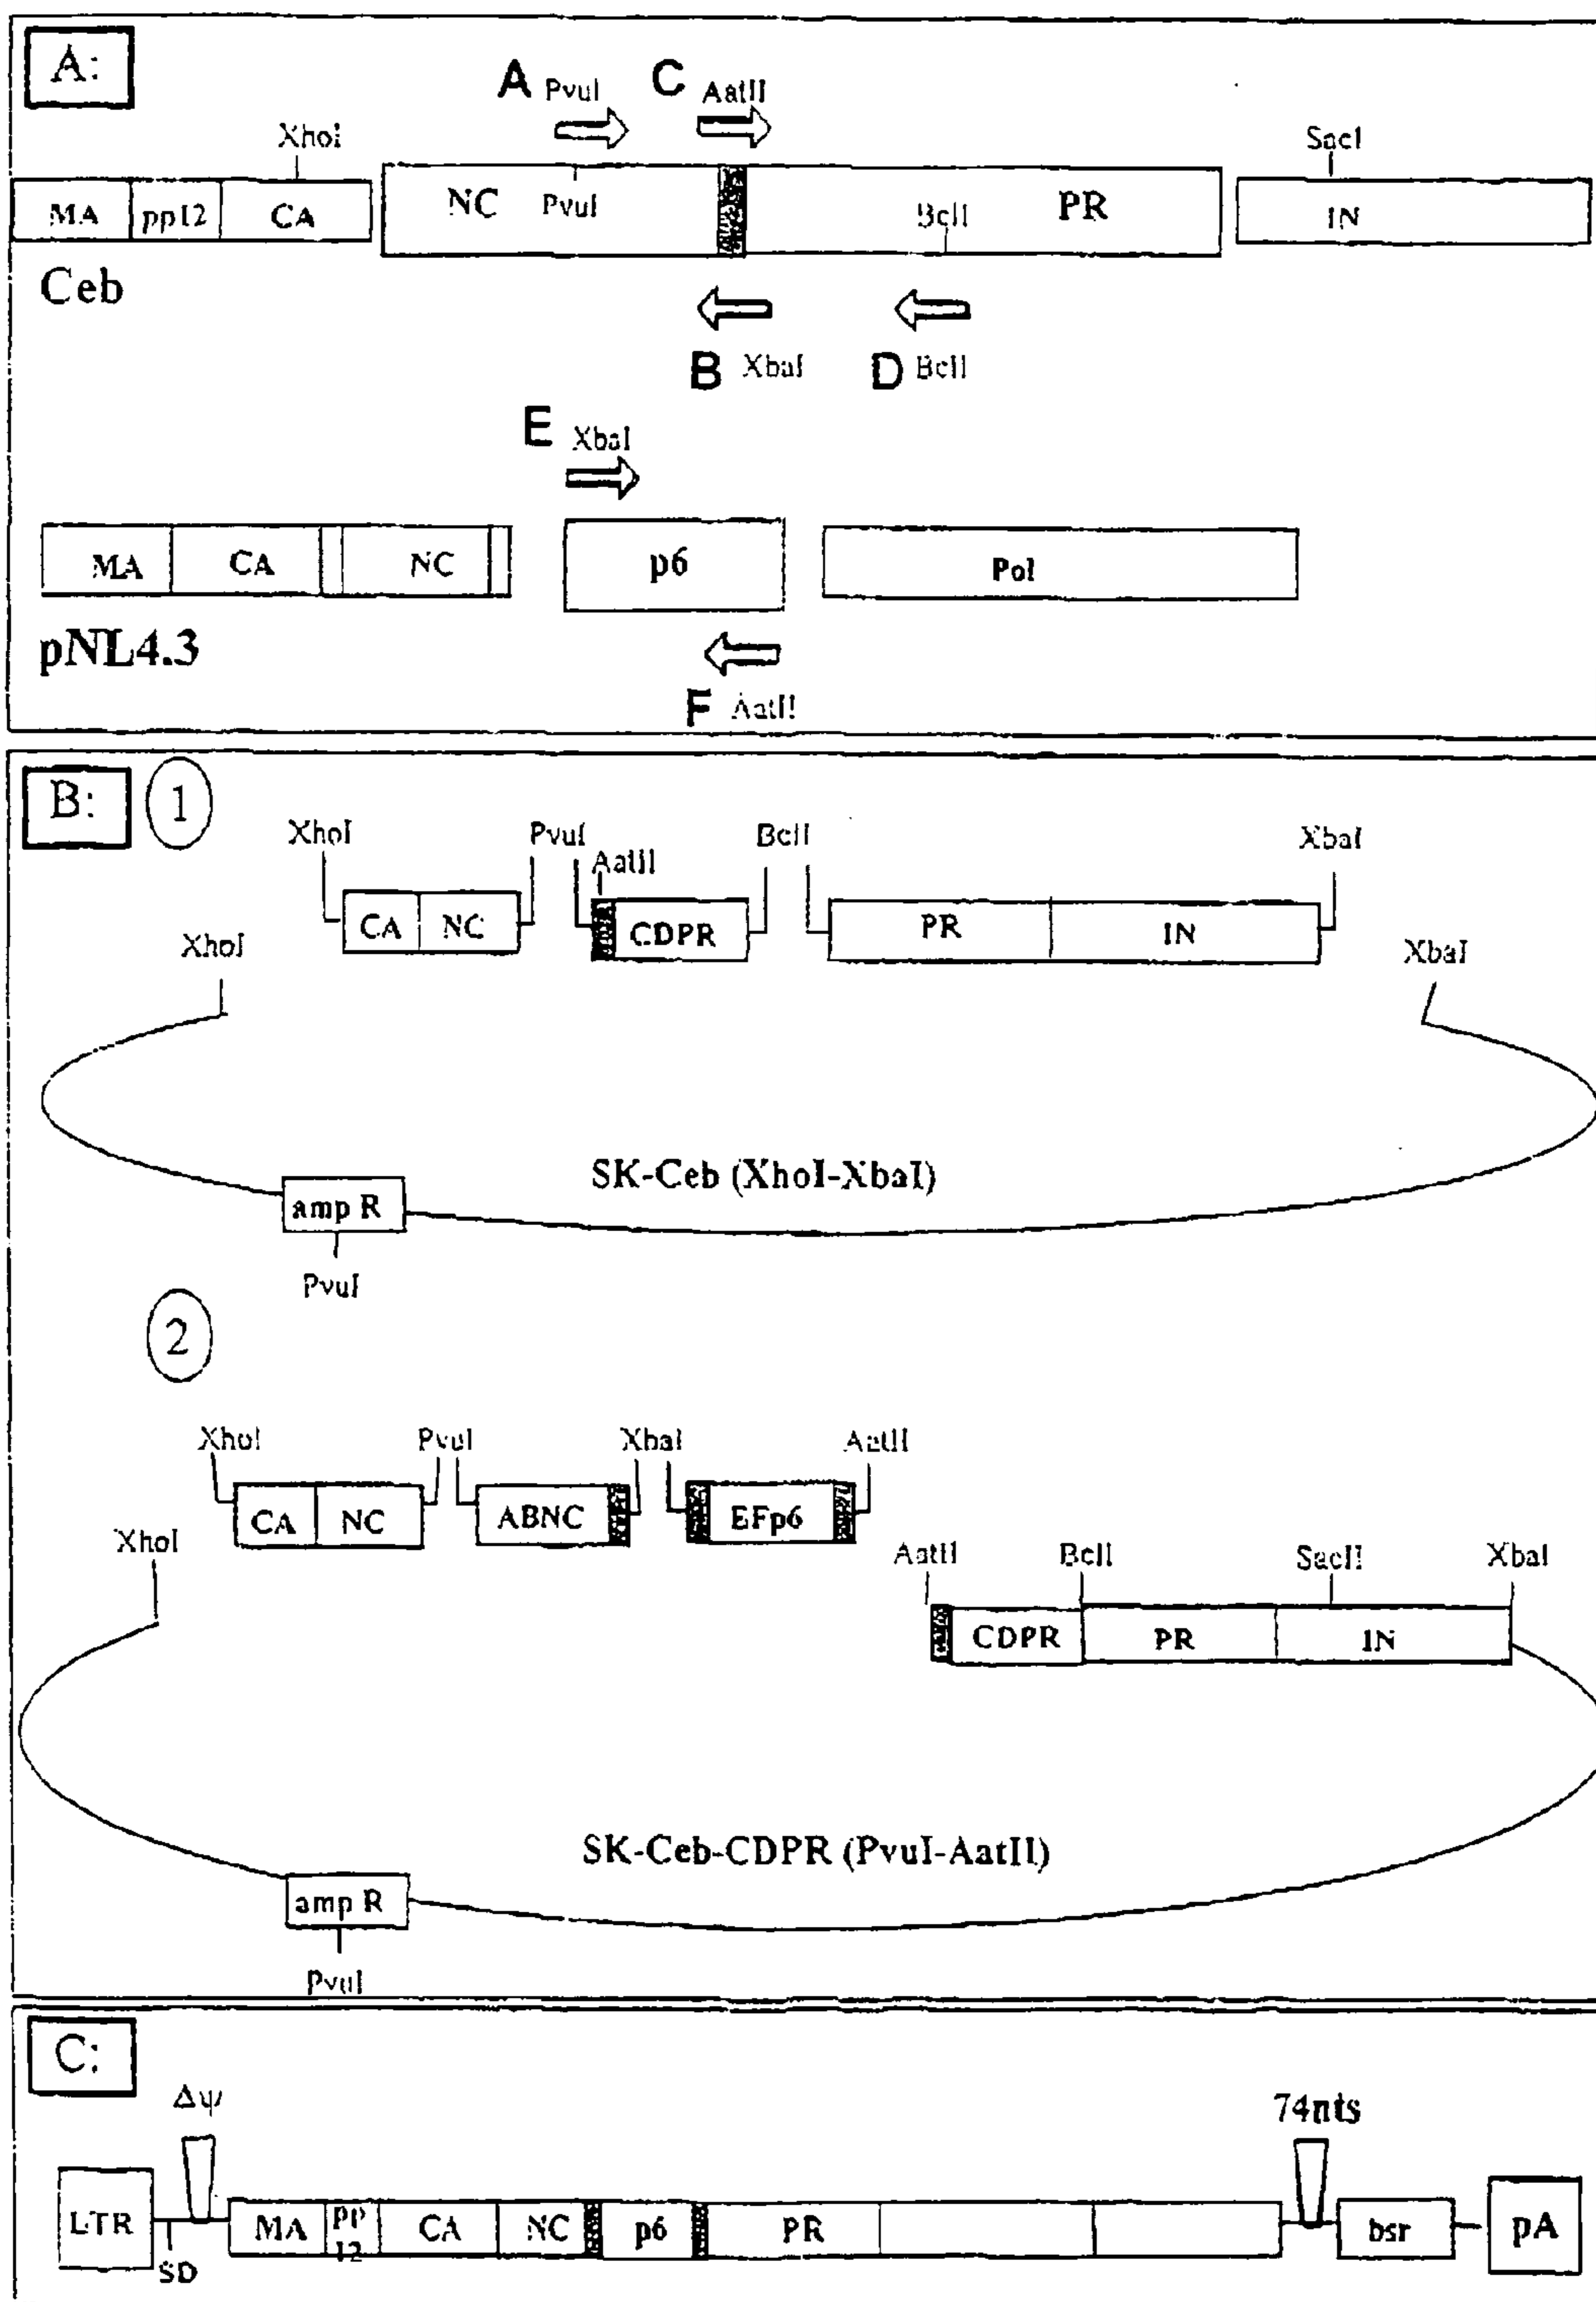 A:
A PvuI C AatII
XhoI SacI
MA pp12 CA NC PvuI BclI PR IN
Ceb
B XbaI D BclI
E XbaI
MA CA NC p6 Pol
pNL4.3
F AatII
B: 1
XhoI PvuI AatII BclI XbaI
CA NC CDPR PR IN
XhoI XbaI
SK-Ceb (XhoI-XbaI)
amp R
PvuI
2
XhoI PvuI XbaI AatII
CA NC ABNC EFp6
XhoI AatII BclI SacII XbaI
CDPR PR IN
SK-Ceb-CDPR (PvuI-AatII)
amp R
PvuI
C:
Δψ 74nts
LTR MA pp CA NC p6 PR bsr pA
12
SD